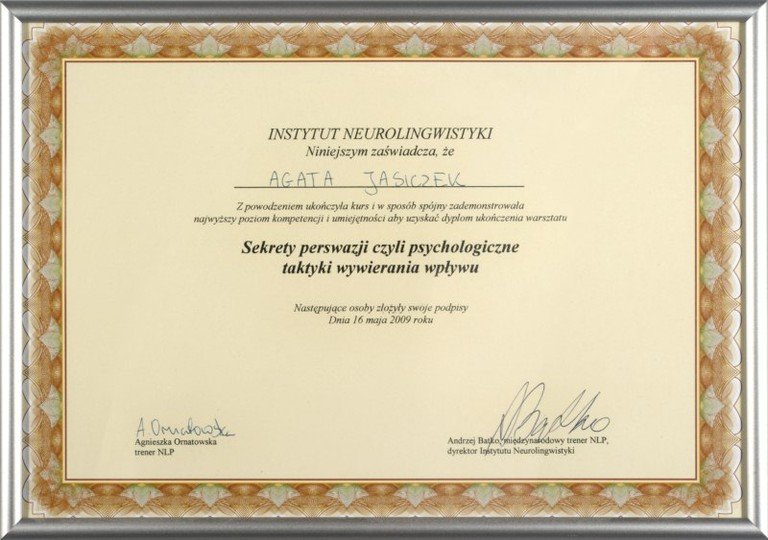 INSTYTUT NEUROLINGWISTYKI
Niniejszym zaświadcza, że
AGATA JASICZEK
Z powodzeniem ukończyła kurs i w sposób spójny zademonstrowała
najwyższy poziom kompetencji i umiejętności aby uzyskać dyplom ukończenia warsztatu
Sekrety perswazji czyli psychologiczne
taktyki wywierania wpływu
Następujące osoby złożyły swoje podpisy
Dnia 16 maja 2009 roku
A. Ornatowska
Agnieszka Ornatowska
trener NLP
A Batko
Andrzej Batko, międzynarodowy trener NLP,
dyrektor Instytutu Neurolingwistyki